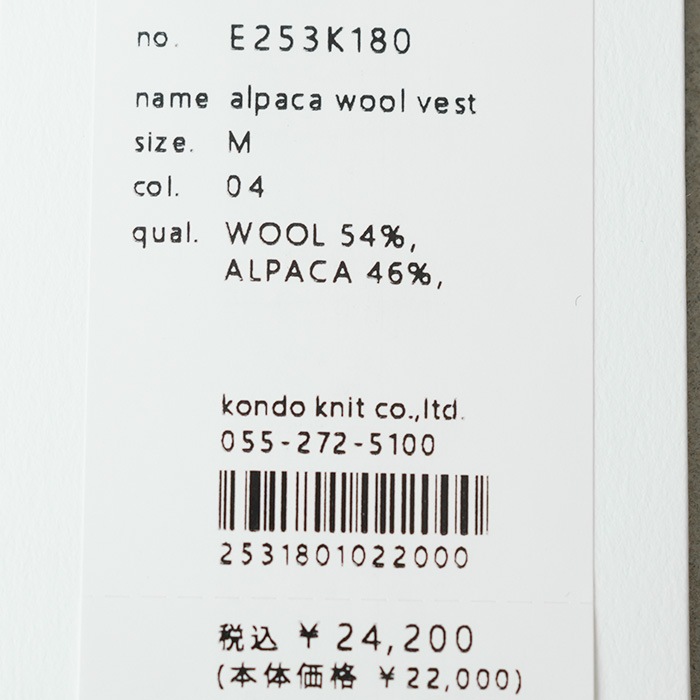 no. E253K180
name alpaca wool vest
size. M
col. 04
qual. WOOL 54%,
ALPACA 46%,
kondo knit co.,ltd.
055-272-5100
2531801022000
税込 ¥ 24,200
(本体価格 ¥ 22,000)